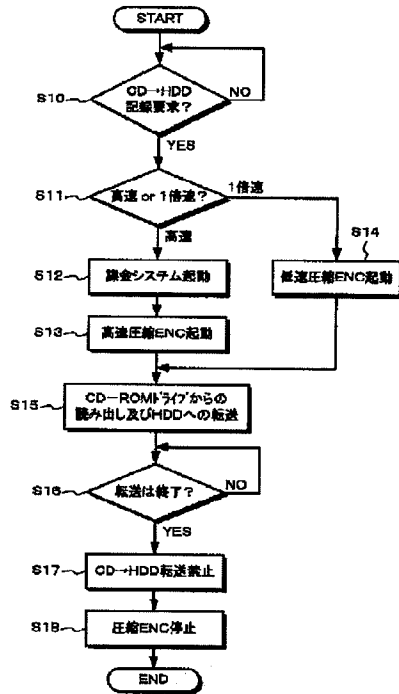 START
S10
CD→HDD
記録要求?
NO
YES
S11
高速 or 1倍速?
1倍速
高速
S12
課金システム起動
S14
低速圧縮ENC起動
S13
高速圧縮ENC起動
S15
CD-ROMドライブからの
読み出し及びHDDへの転送
S16
転送は終了?
NO
YES
S17
CD→HDD転送禁止
S18
圧縮ENC停止
END